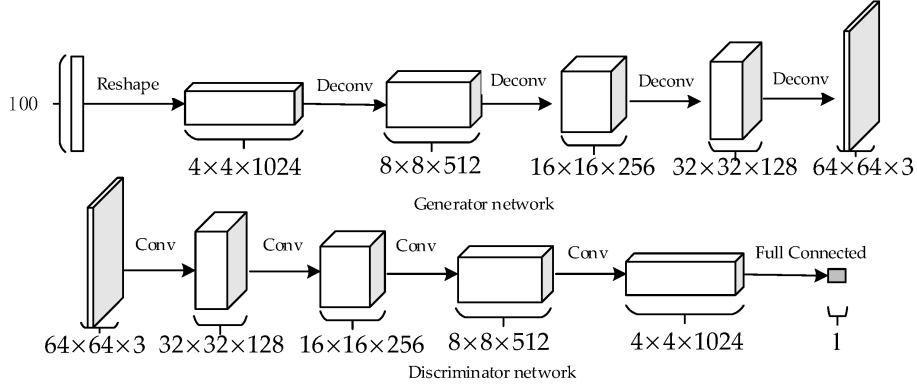 100
Reshape
Deconv
Deconv
Deconv
Deconv
4×4×1024
8×8×512
16×16×256
32×32×128
64×64×3
Generator network
Conv
Conv
Conv
Conv
Full Connected
64×64×3
32×32×128
16×16×256
8×8×512
4×4×1024
1
Discriminator network